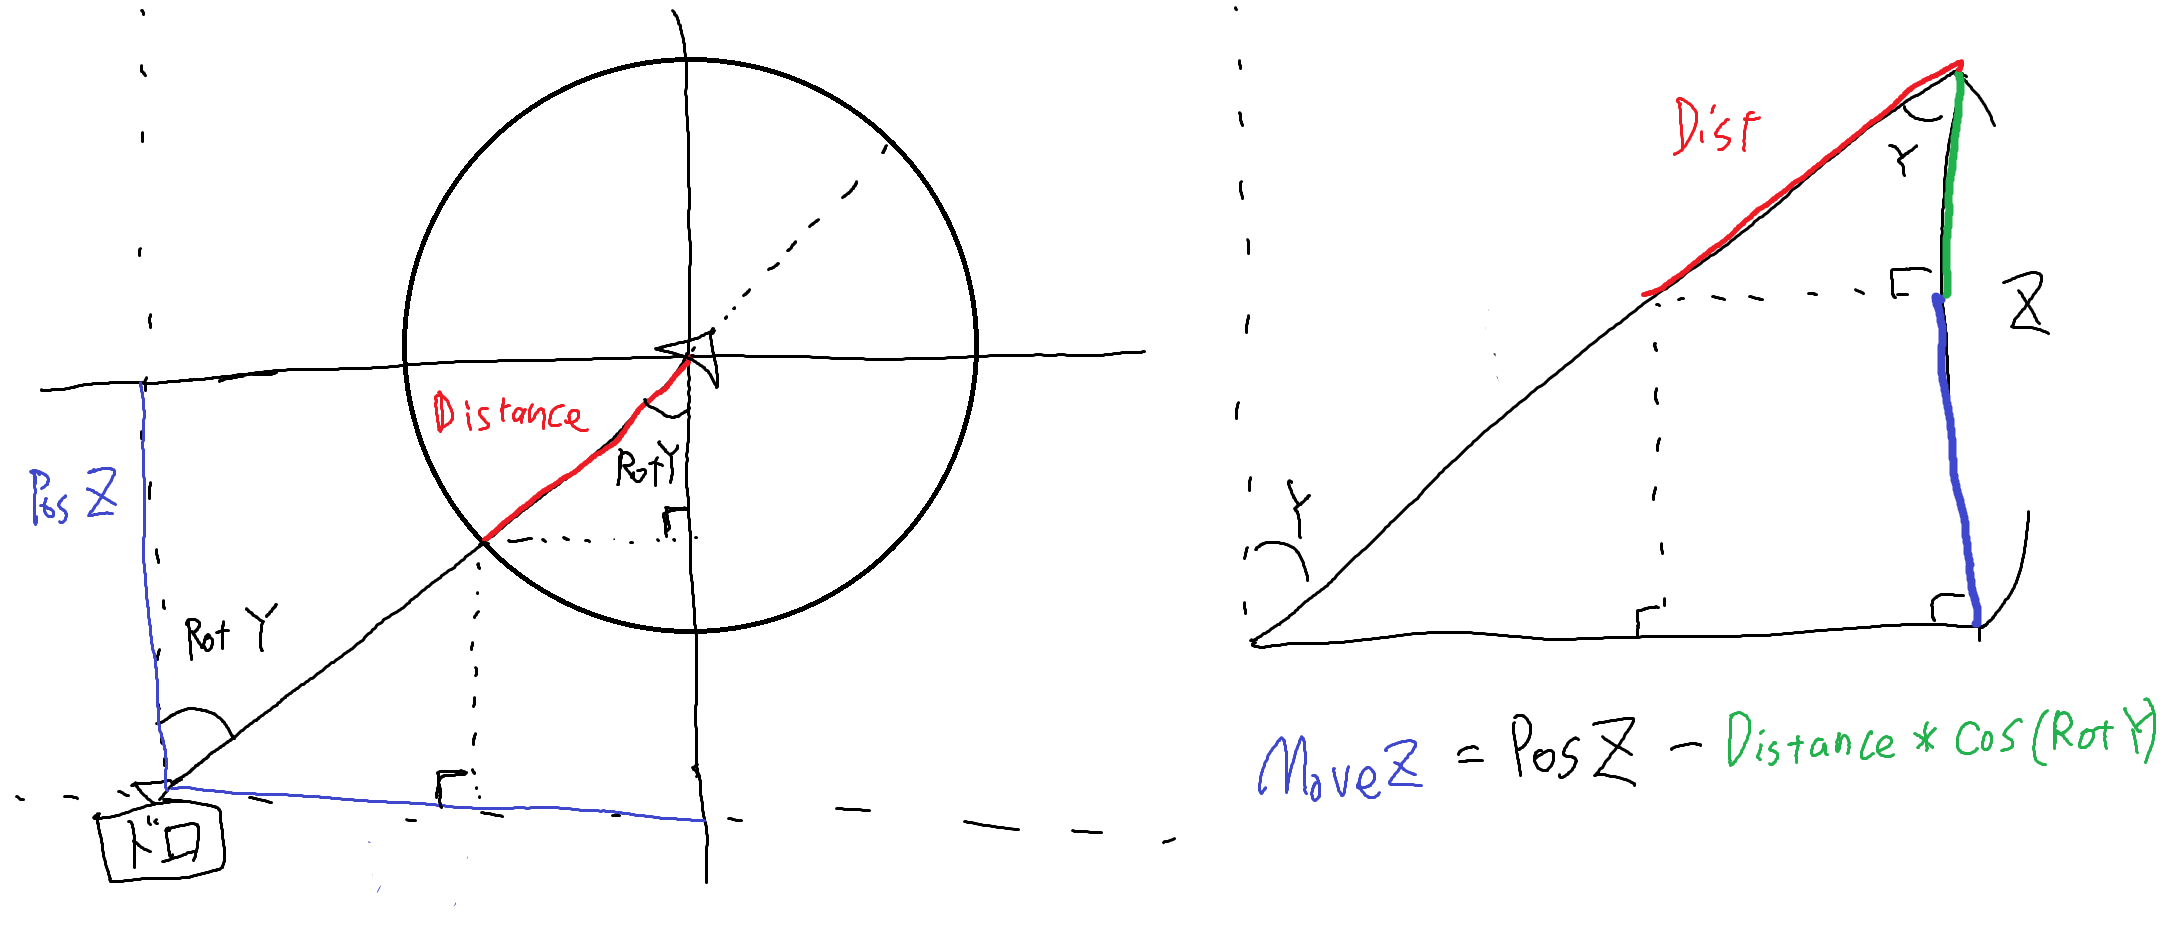 Distance
RotY
Pos Z
Rot Y
ドロ
Dist
Y
Z
Y
MoveZ = PosZ - Distance * Cos(RotY)